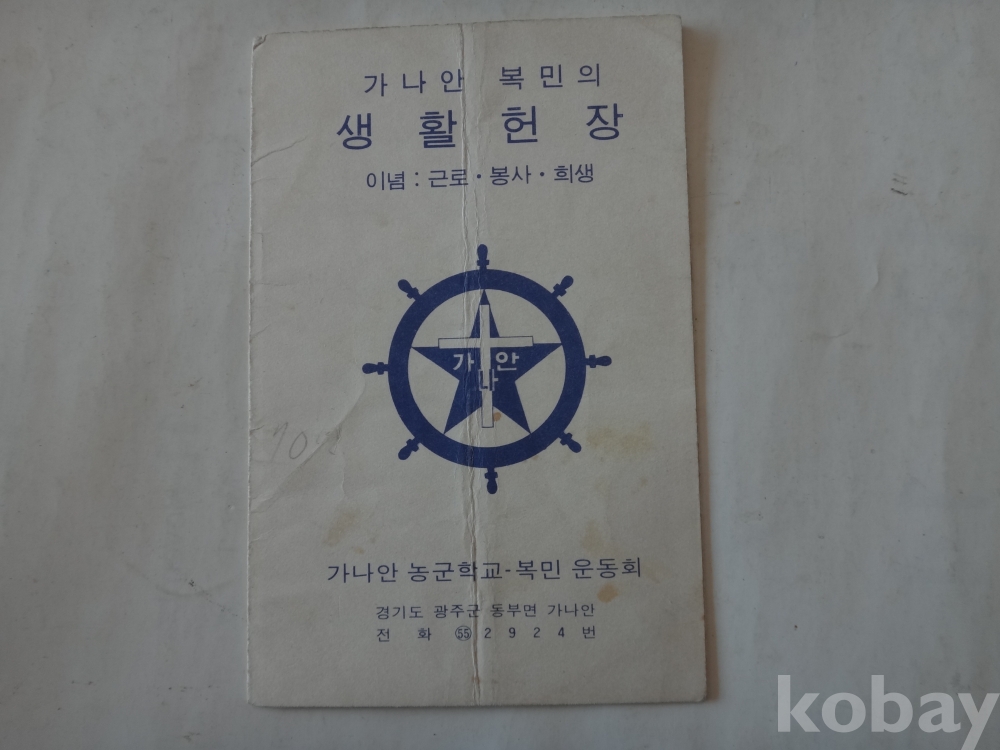 가나안 복민의
생활헌장
이념 : 근로·봉사·희생
가 안
나
가나안 농군학교-복민 운동회
경기도 광주군 동부면 가나안
전 화 55 2 9 2 4 번
kobay